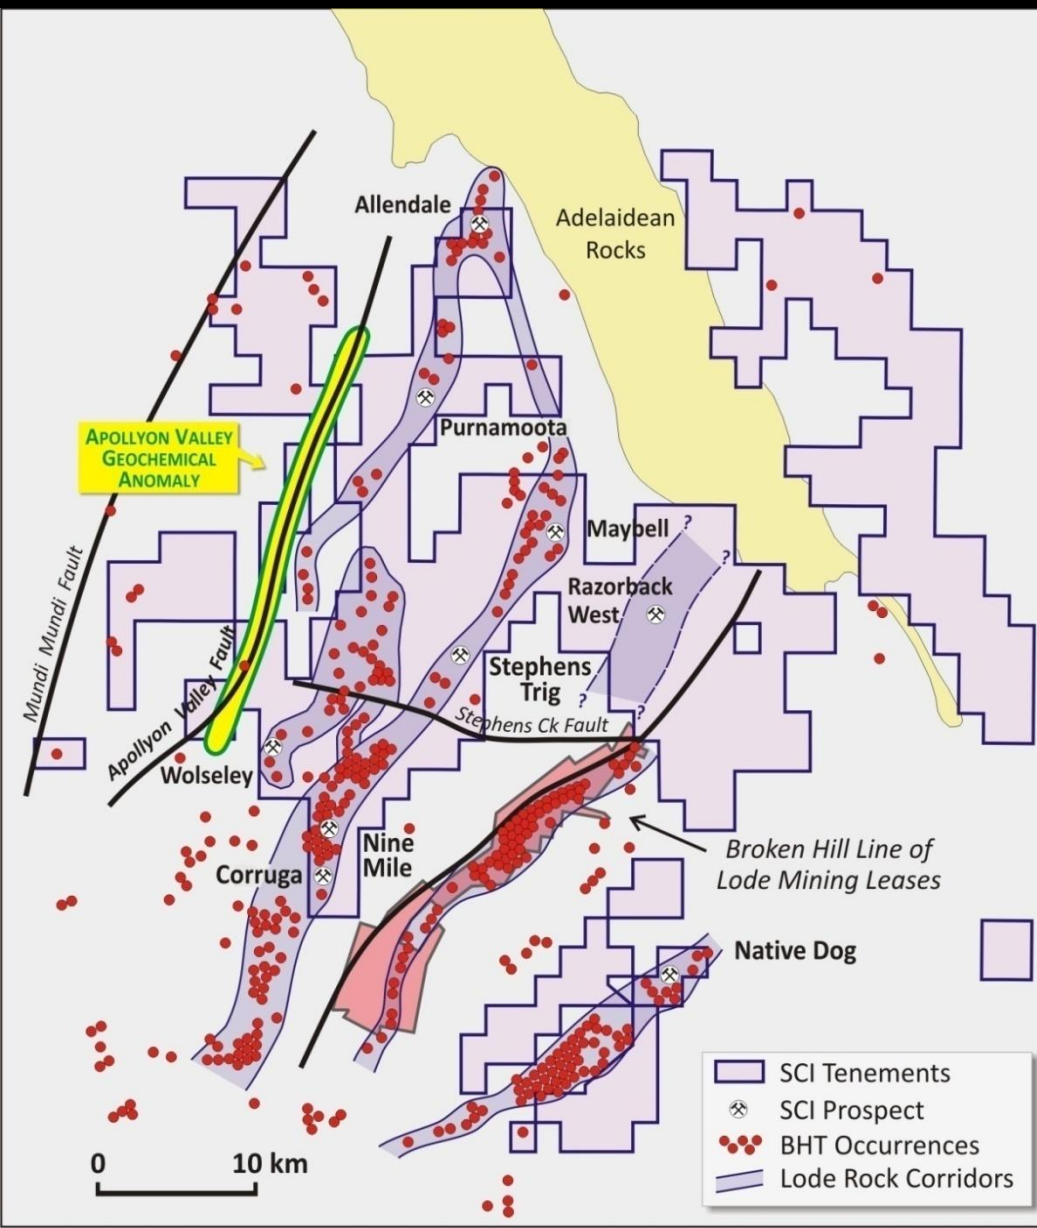 Allendale
Adelaidean
Rocks
APOLLYON VALLEY
GEOCHEMICAL
ANOMALY
Purnamoota
Maybell
?
?
Mundi Mundi Fault
Razorback
West
Apollyon Valley Fault
Stephens
Trig
?
?
Stephens Ck Fault
Wolseley
Nine
Mile
Corruga
Broken Hill Line of
Lode Mining Leases
Native Dog
SCI Tenements
SCI Prospect
BHT Occurrences
Lode Rock Corridors
0 10 km